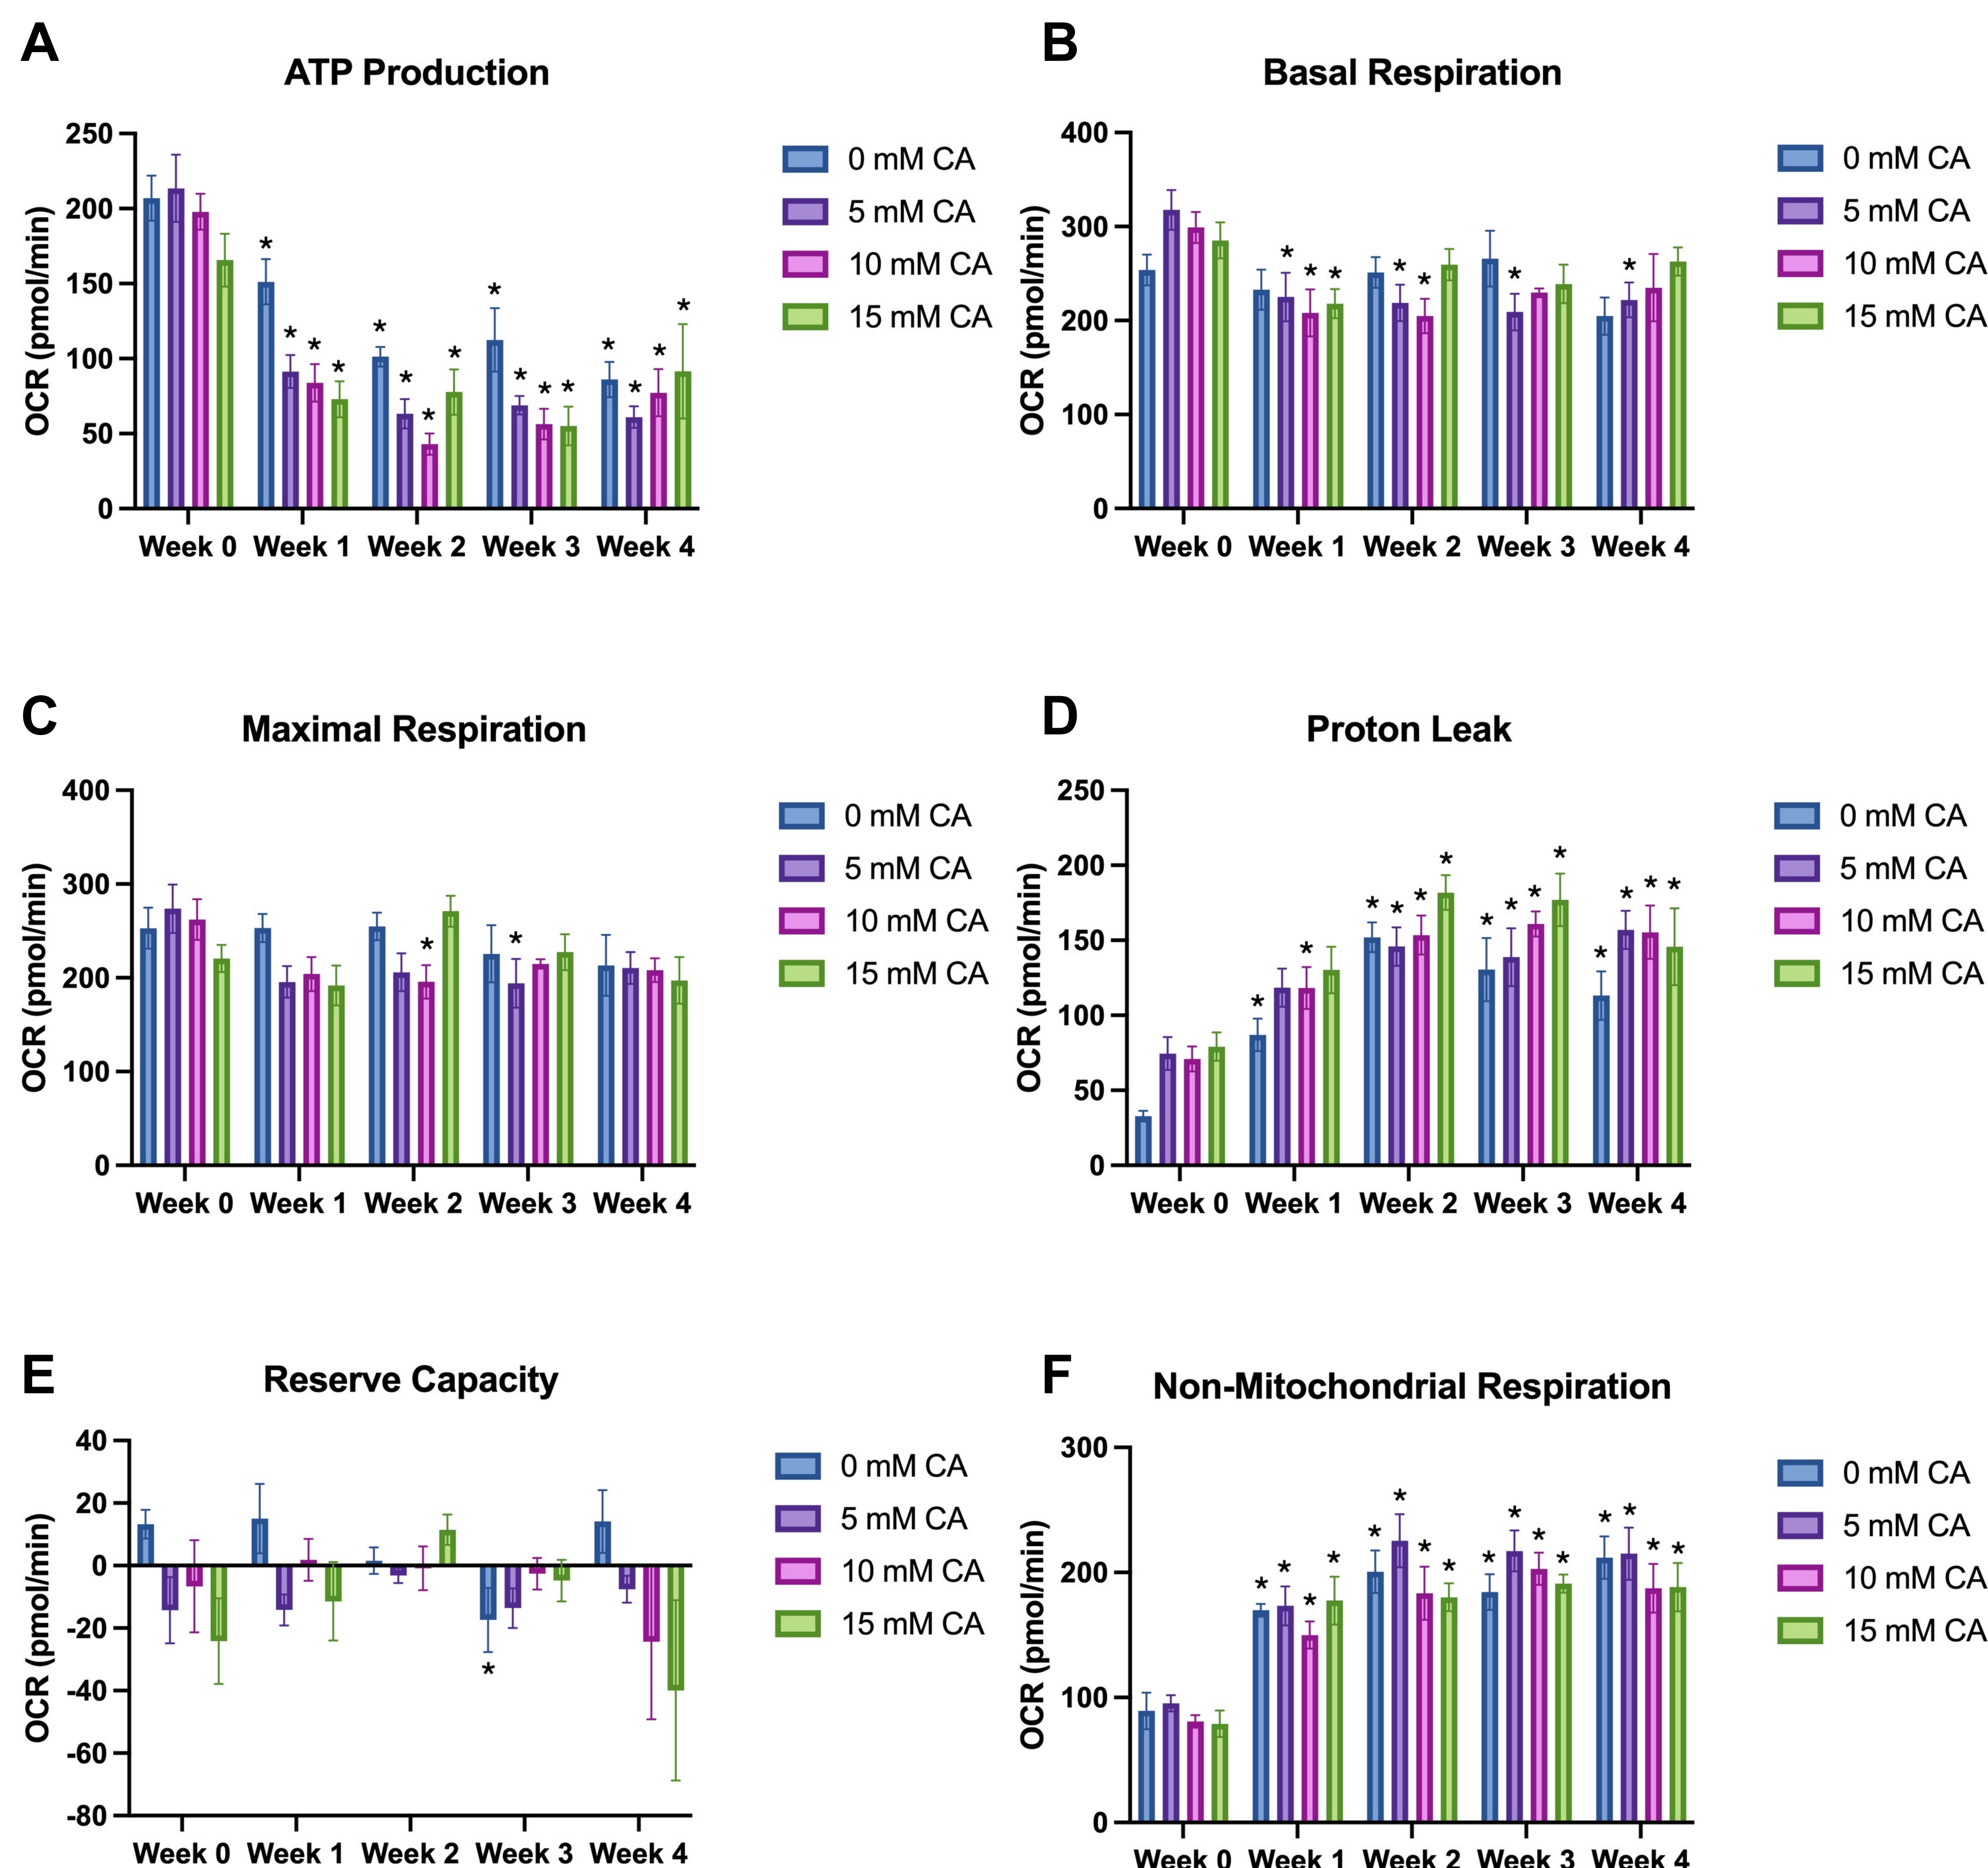 A
ATP Production
OCR (pmol/min)
250
200
150
100
50
0
* * * *
* * * *
* * * *
* * * *
Week 0 Week 1 Week 2 Week 3 Week 4
0 mM CA
5 mM CA
10 mM CA
15 mM CA
B
Basal Respiration
OCR (pmol/min)
400
300
200
100
0
* * *
* *
*
*
Week 0 Week 1 Week 2 Week 3 Week 4
0 mM CA
5 mM CA
10 mM CA
15 mM CA
C
Maximal Respiration
OCR (pmol/min)
400
300
200
100
0
*
*
Week 0 Week 1 Week 2 Week 3 Week 4
0 mM CA
5 mM CA
10 mM CA
15 mM CA
D
Proton Leak
OCR (pmol/min)
250
200
150
100
50
0
* *
* * * *
* * * *
* * * *
Week 0 Week 1 Week 2 Week 3 Week 4
0 mM CA
5 mM CA
10 mM CA
15 mM CA
E
Reserve Capacity
OCR (pmol/min)
40
20
0
-20
-40
-60
-80
*
Week 0 Week 1 Week 2 Week 3 Week 4
0 mM CA
5 mM CA
10 mM CA
15 mM CA
F
Non-Mitochondrial Respiration
OCR (pmol/min)
300
200
100
0
* * * *
* * * *
* * * *
* * * *
Week 0 Week 1 Week 2 Week 3 Week 4
0 mM CA
5 mM CA
10 mM CA
15 mM CA